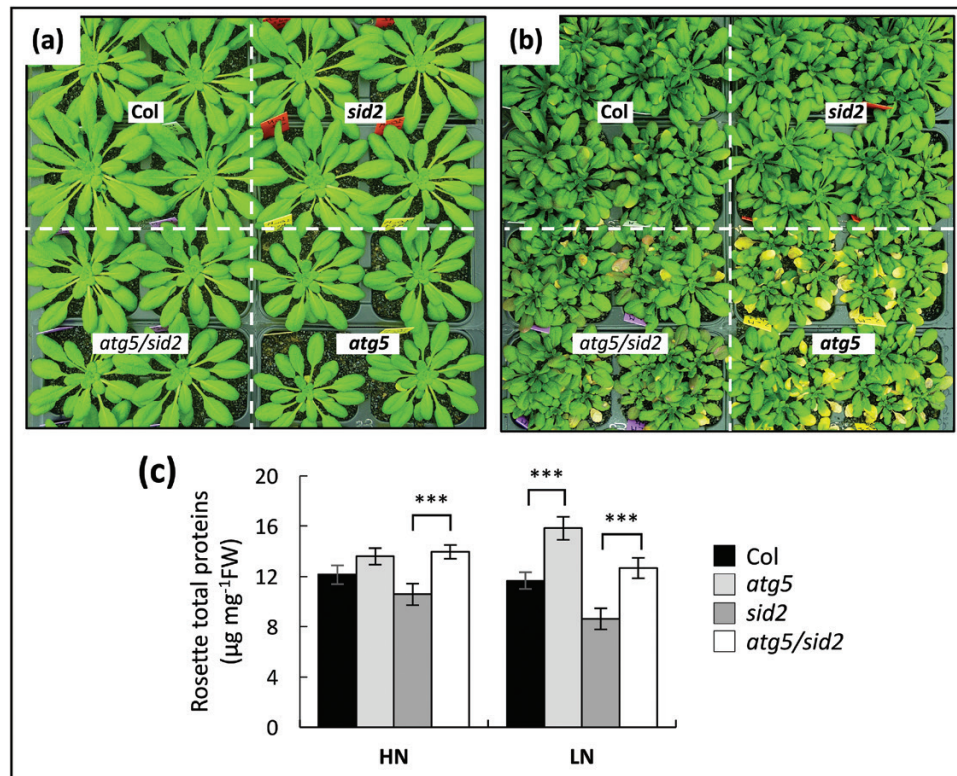 (a)
(b)
Col
sid2
Col
sid2
atg5/sid2
atg5
atg5/sid2
atg5
(c)
Rosette total proteins
(µg mg⁻¹FW)
20
16
12
8
4
0
***
***
***
HN
LN
Col
atg5
sid2
atg5/sid2